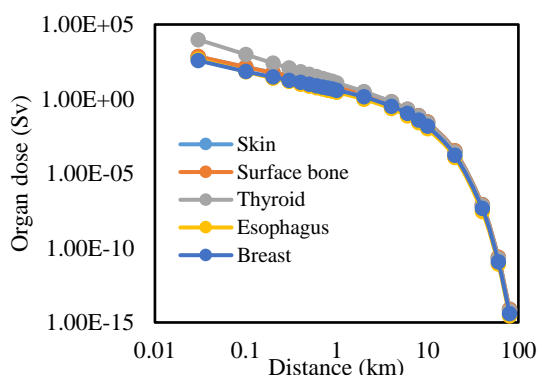 1.00E+05
1.00E+00
1.00E-05
1.00E-10
1.00E-15
Organ dose (Sv)
Skin
Surface bone
Thyroid
Esophagus
Breast
0.01 0.1 1 10 100
Distance (km)